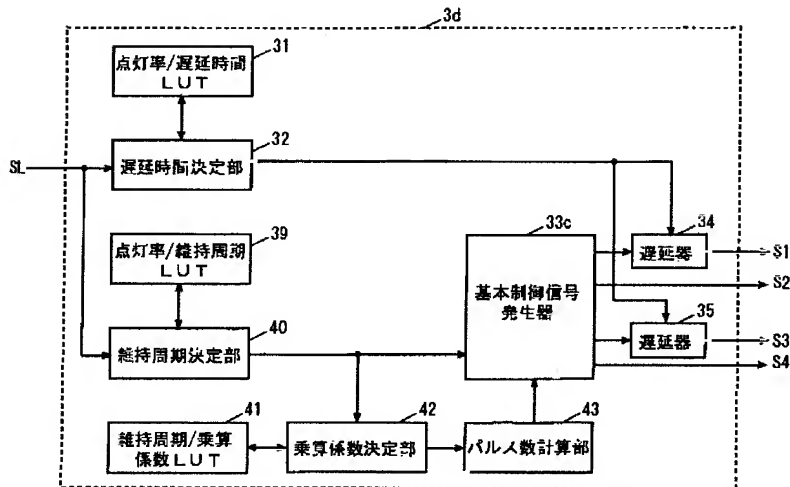 3d
31
点灯率/遅延時間
LUT
32
SL
遅延時間決定部
39
点灯率/維持周期
LUT
33c
34
遅延器
S1
基本制御信号
発生器
S2
35
遅延器
S3
S4
40
維持周期決定部
41
維持周期/乗算
係数LUT
42
乗算係数決定部
43
パルス数計算部